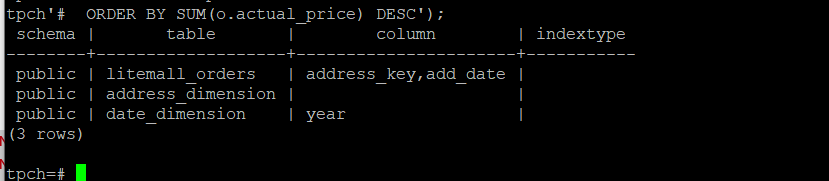 tpch'#  ORDER BY SUM(o.actual_price) DESC');
 schema |       table        |        column        | indextype
--------+--------------------+----------------------+-----------
 public | litemall_orders    | address_key,add_date |
 public | address_dimension  |                      |
 public | date_dimension     | year                 |
(3 rows)
tpch=#